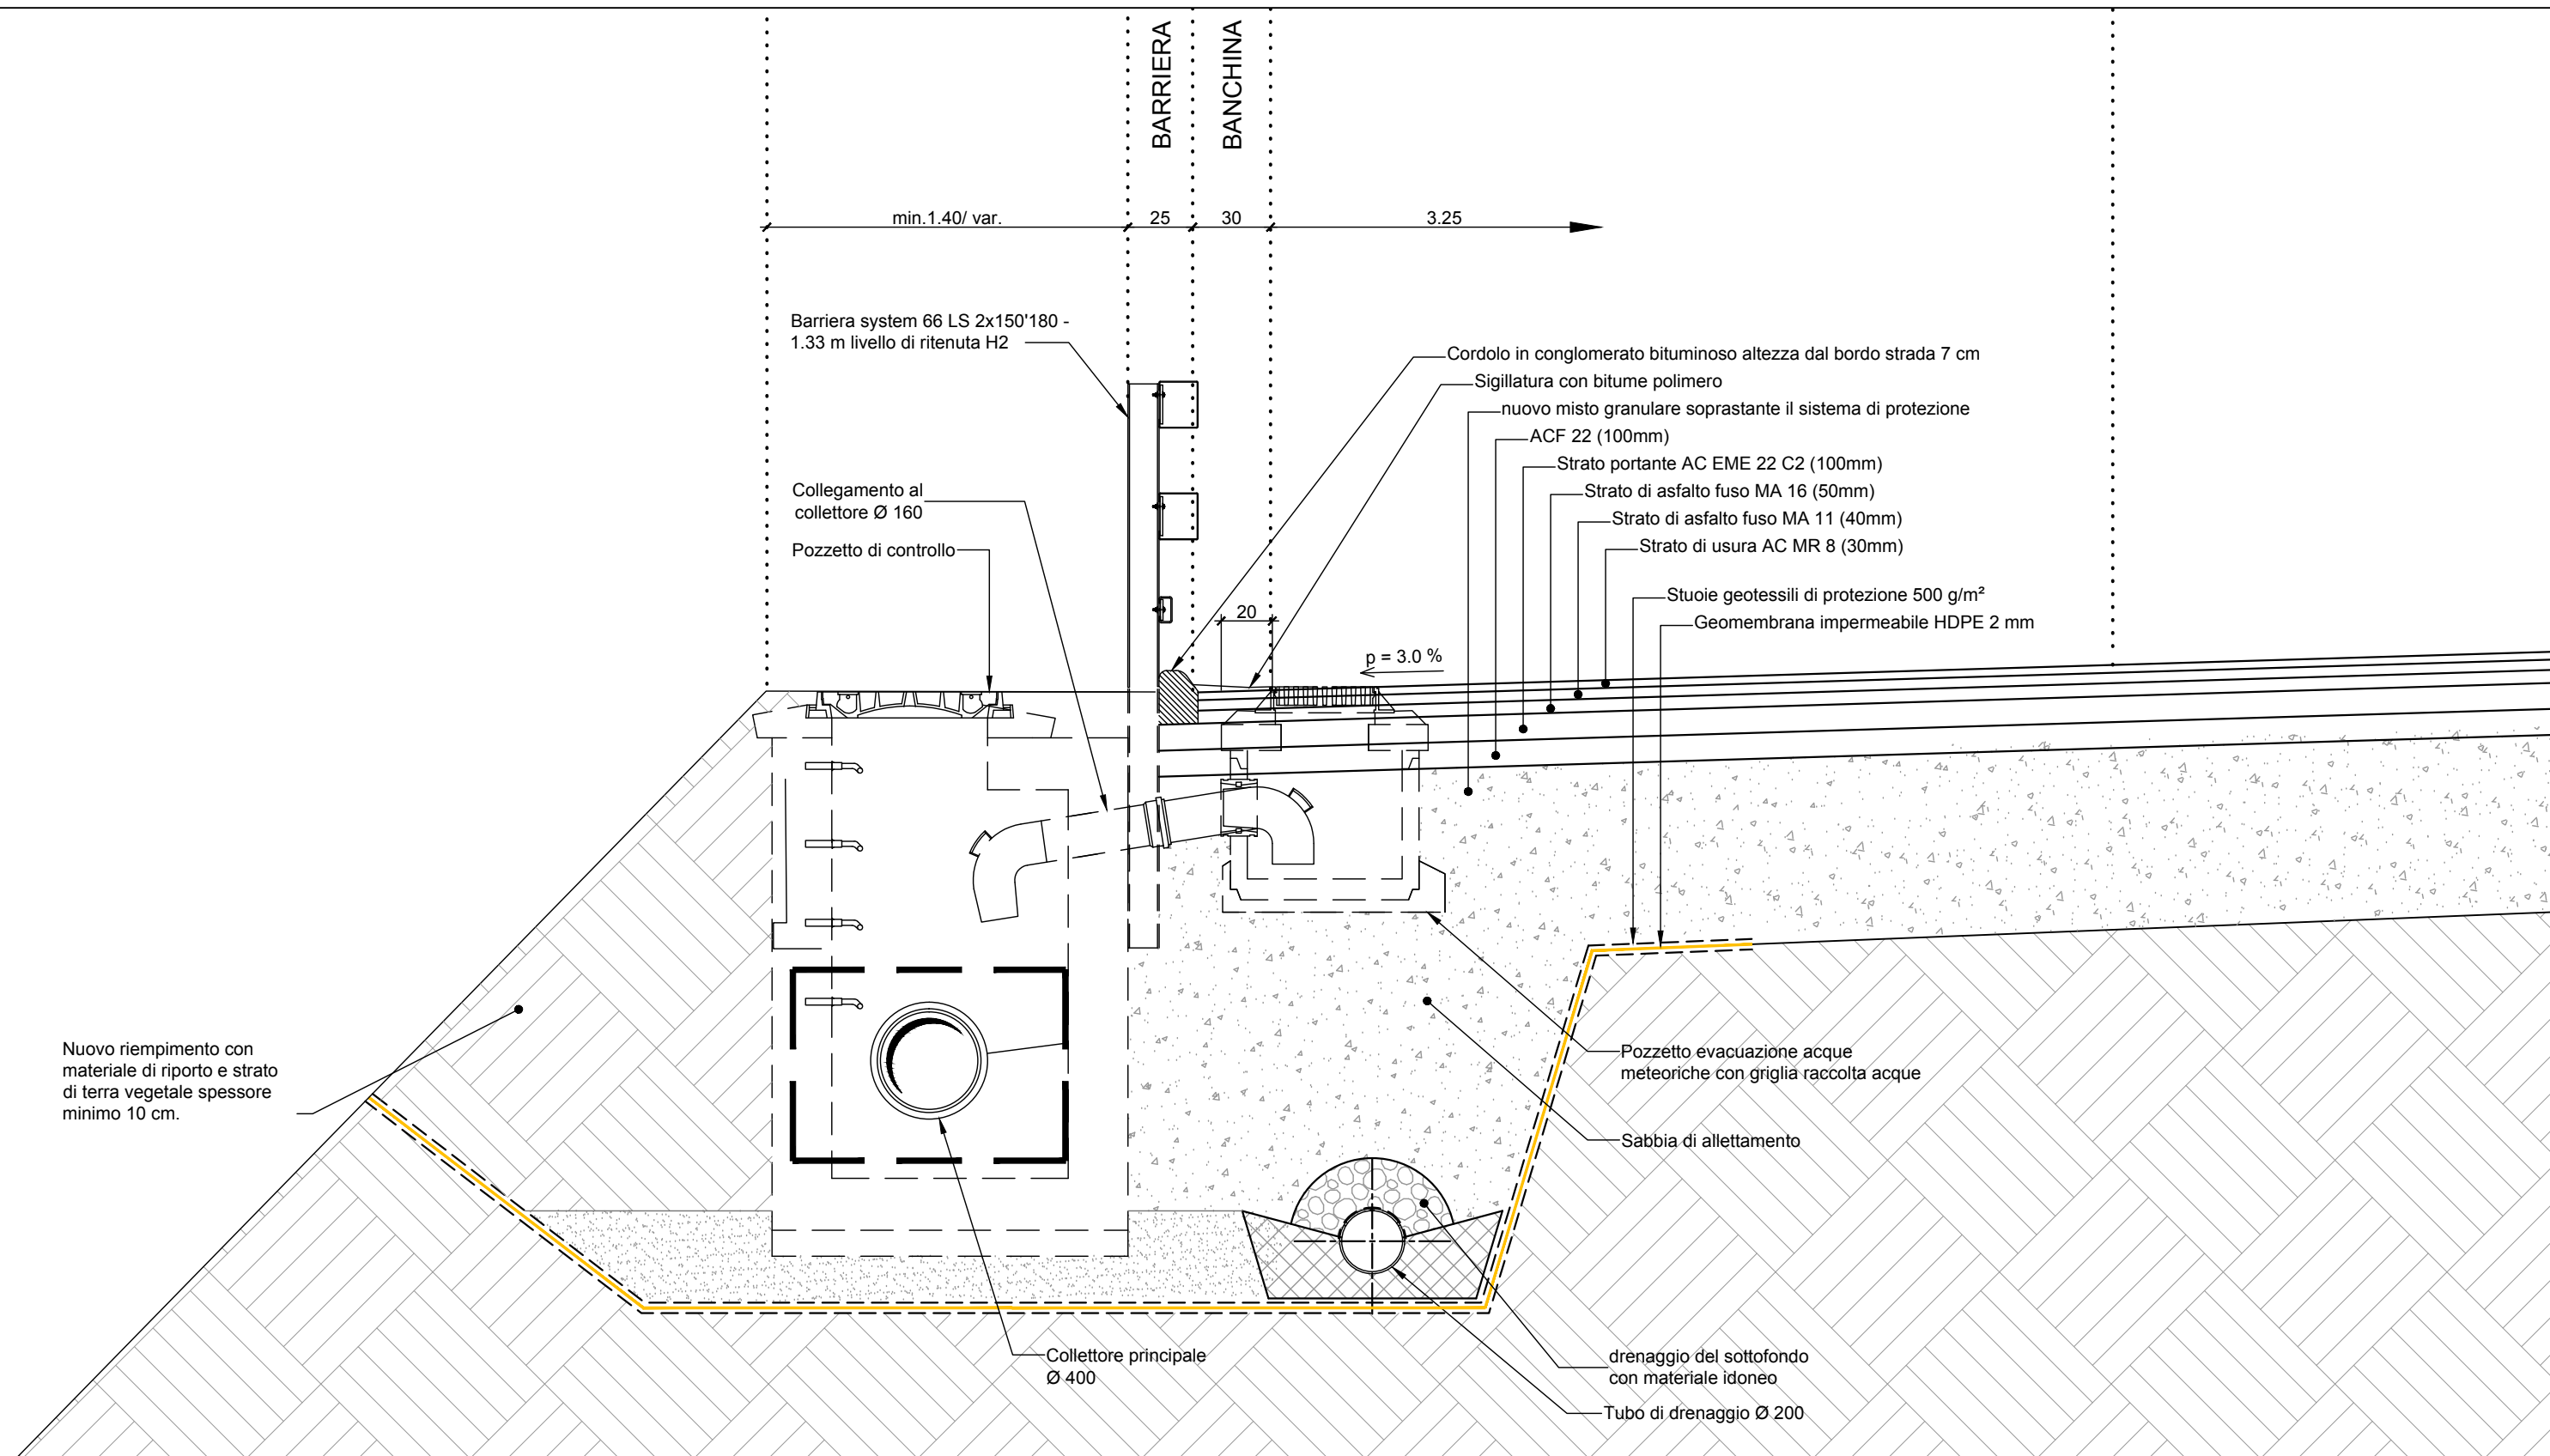 BARRIERA
BANCHINA
min.1.40/ var.
25
30
3.25
Barriera system 66 LS 2x150'180 -
1.33 m livello di ritenuta H2
Cordolo in conglomerato bituminoso altezza dal bordo strada 7 cm
Sigillatura con bitume polimero
nuovo misto granulare soprastante il sistema di protezione
ACF 22 (100mm)
Strato portante AC EME 22 C2 (100mm)
Strato di asfalto fuso MA 16 (50mm)
Strato di asfalto fuso MA 11 (40mm)
Strato di usura AC MR 8 (30mm)
Stuoie geotessili di protezione 500 g/m²
Geomembrana impermeabile HDPE 2 mm
Collegamento al
collettore Ø 160
Pozzetto di controllo
20
p = 3.0 %
Nuovo riempimento con
materiale di riporto e strato
di terra vegetale spessore
minimo 10 cm.
Pozzetto evacuazione acque
meteoriche con griglia raccolta acque
Sabbia di allettamento
Collettore principale
Ø 400
drenaggio del sottofondo
con materiale idoneo
Tubo di drenaggio Ø 200